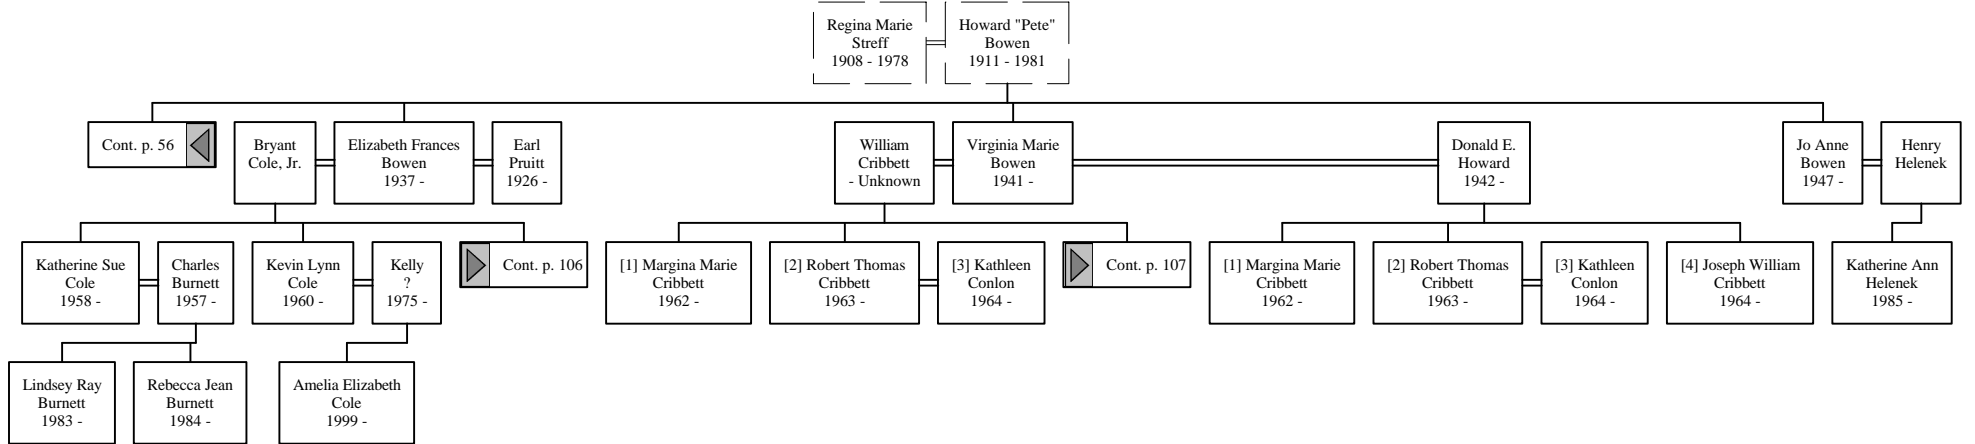 Regina Marie
Streff
1908 - 1978
Howard "Pete"
Bowen
1911 - 1981
Cont. p. 56
Bryant
Cole, Jr.
Elizabeth Frances
Bowen
1937 -
Earl
Pruitt
1926 -
William
Cribbett
- Unknown
Virginia Marie
Bowen
1941 -
Donald E.
Howard
1942 -
Jo Anne
Bowen
1947 -
Henry
Helenek
Katherine Sue
Cole
1958 -
Charles
Burnett
1957 -
Kevin Lynn
Cole
1960 -
Kelly
?
1975 -
Cont. p. 106
[1] Margina Marie
Cribbett
1962 -
[2] Robert Thomas
Cribbett
1963 -
[3] Kathleen
Conlon
1964 -
Cont. p. 107
[1] Margina Marie
Cribbett
1962 -
[2] Robert Thomas
Cribbett
1963 -
[3] Kathleen
Conlon
1964 -
[4] Joseph William
Cribbett
1964 -
Katherine Ann
Helenek
1985 -
Lindsey Ray
Burnett
1983 -
Rebecca Jean
Burnett
1984 -
Amelia Elizabeth
Cole
1999 -